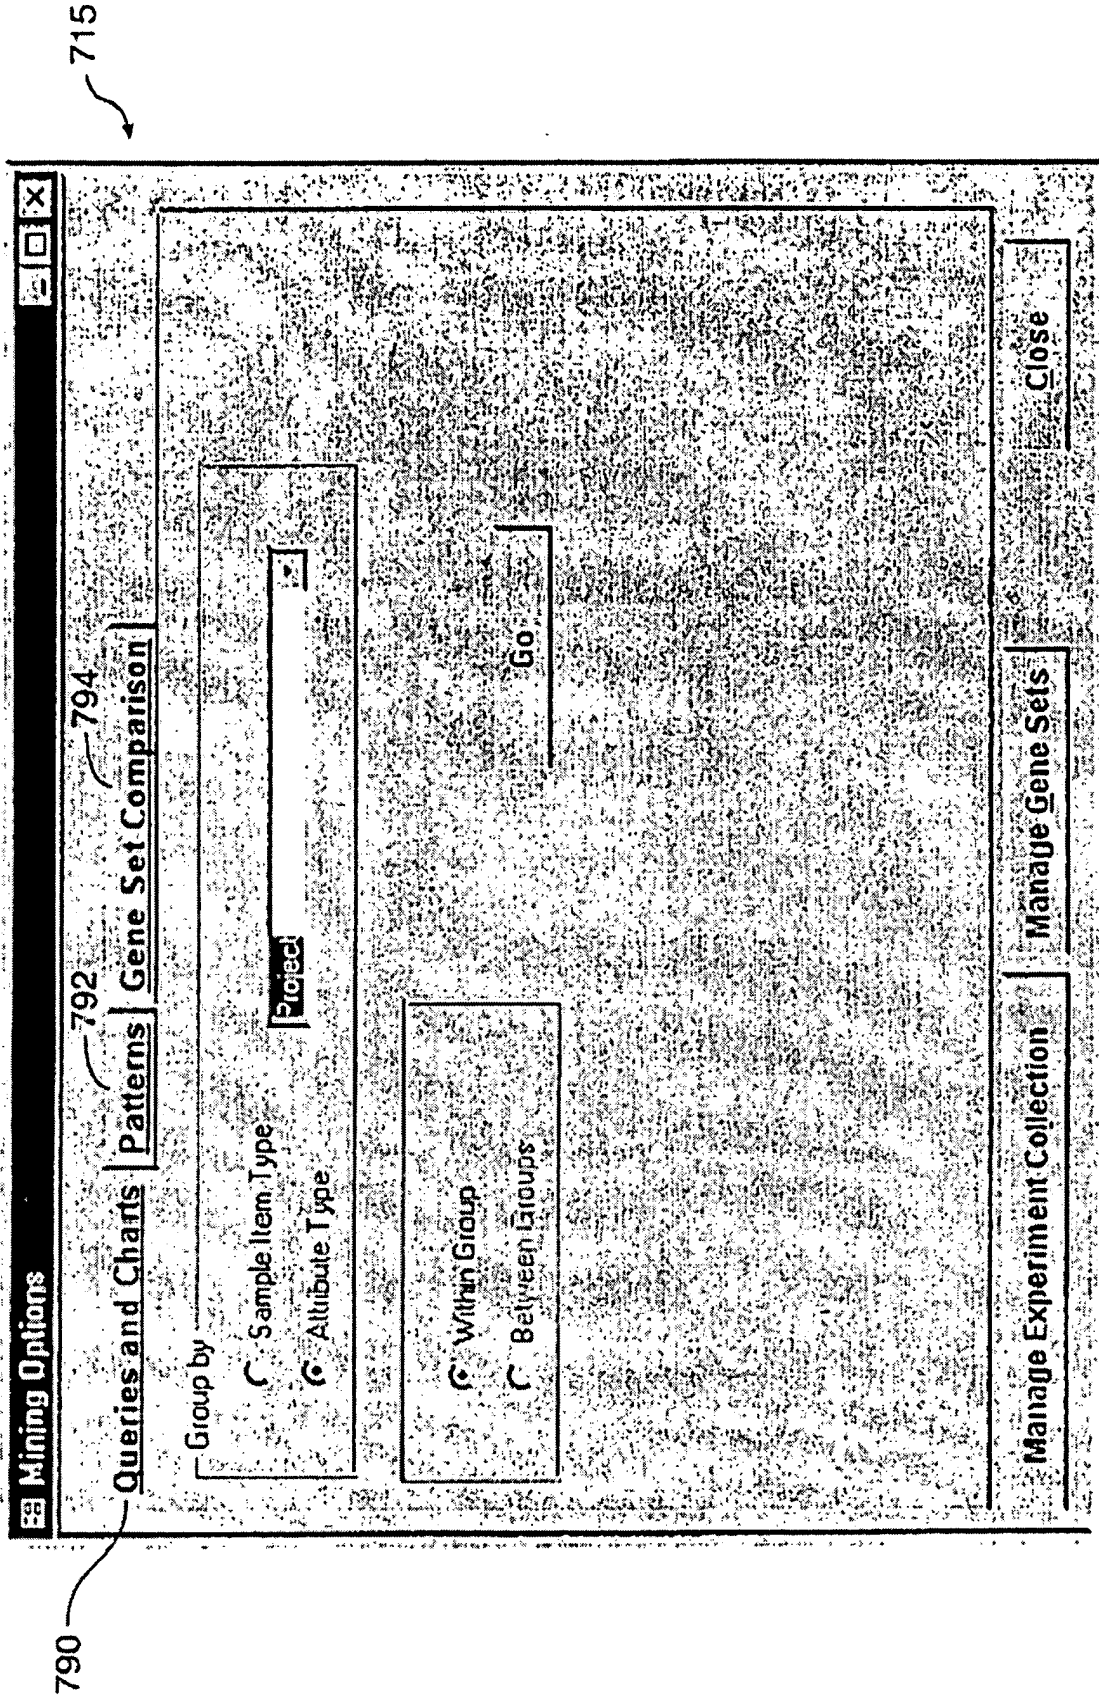 715
Mining Options
790
792
794
Queries and Charts
Patterns
Gene Set Comparison
Group by
Sample Item Type
Attribute Type
Project
Within Group
Between Groups
Go
Manage Experiment Collection
Manage Gene Sets
Close